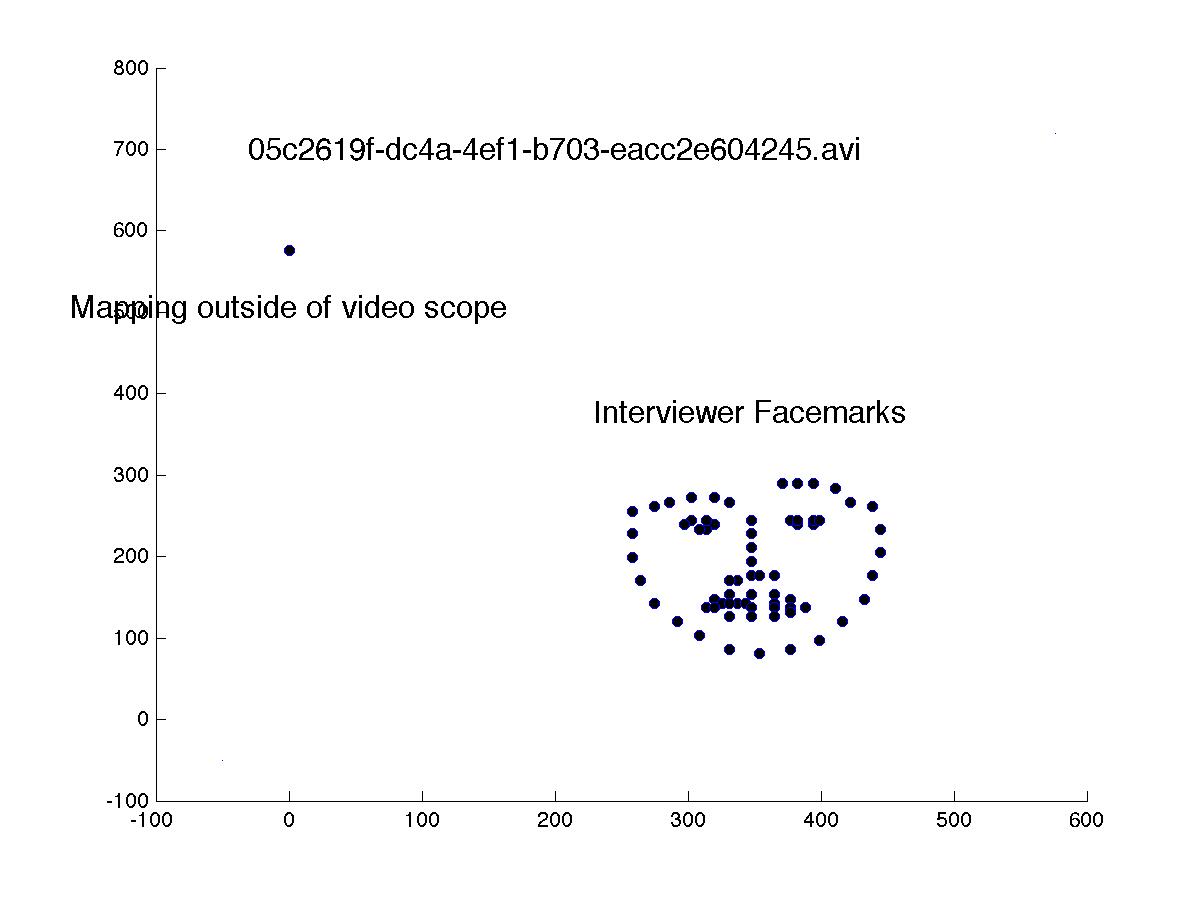 800
700
05c2619f-dc4a-4ef1-b703-eacc2e604245.avi
600
Mapping outside of video scope
500
400
Interviewer Facemarks
300
200
100
0
-100
-100 0 100 200 300 400 500 600